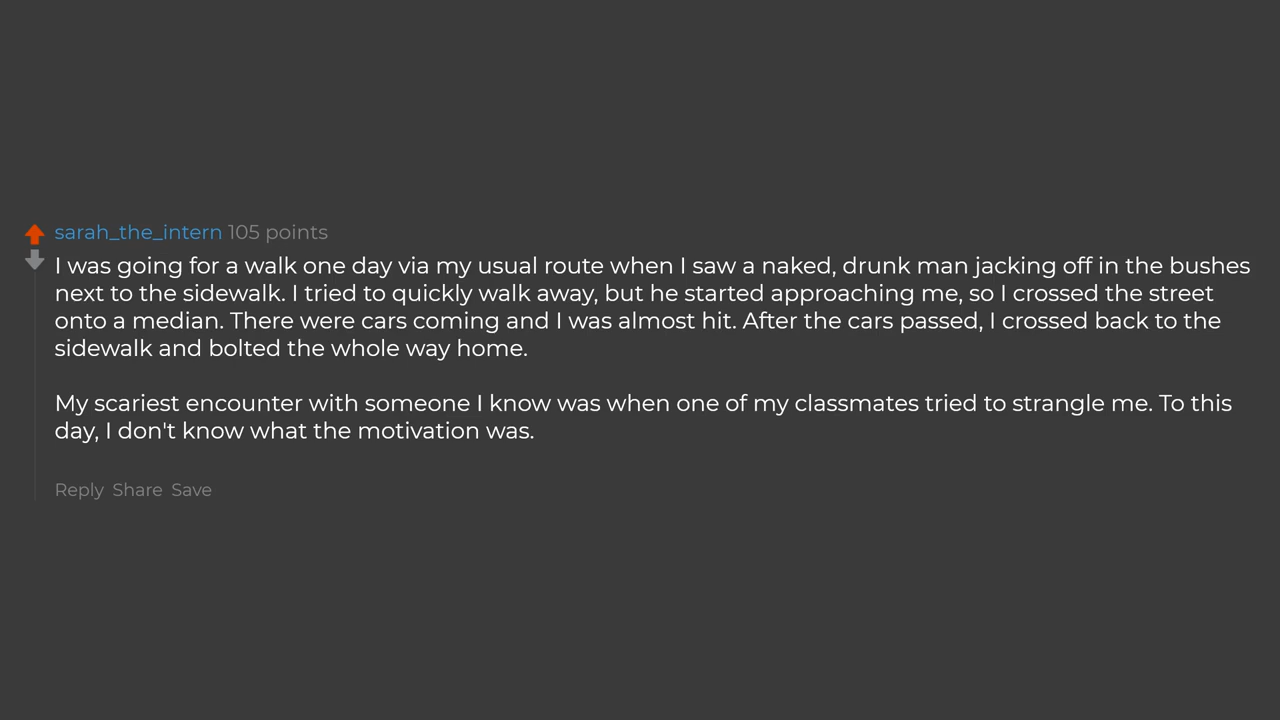 sarah_the_intern 105 points
I was going for a walk one day via my usual route when I saw a naked, drunk man jacking off in the bushes
next to the sidewalk. I tried to quickly walk away, but he started approaching me, so I crossed the street
onto a median. There were cars coming and I was almost hit. After the cars passed, I crossed back to the
sidewalk and bolted the whole way home.
My scariest encounter with someone I know was when one of my classmates tried to strangle me. To this
day, I don't know what the motivation was.
Reply Share Save